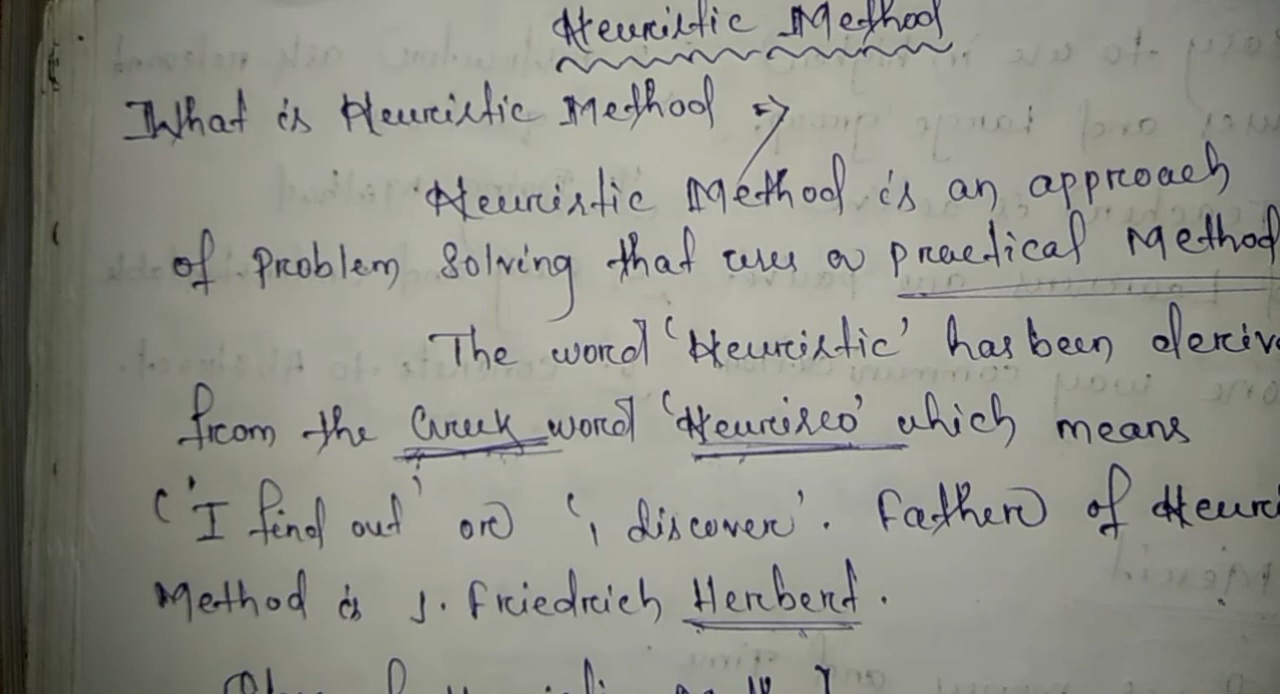 Heuristic Method
What is Heuristic Method ⇒
Heuristic Method is an approach
of Problem Solving that uses a practical Method
The word 'Heuristic' has been deriv
from the Greek word 'Heurisco' which means
('I find out' or 'I discover'. Father of Heuri
Method is J. Friedrich Herbert.